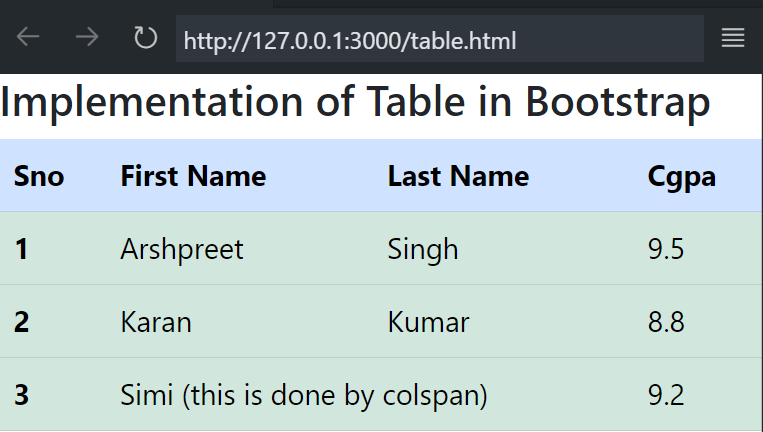 http://127.0.0.1:3000/table.html
Implementation of Table in Bootstrap
Sno First Name Last Name Cgpa
1 Arshpreet Singh 9.5
2 Karan Kumar 8.8
3 Simi (this is done by colspan) 9.2